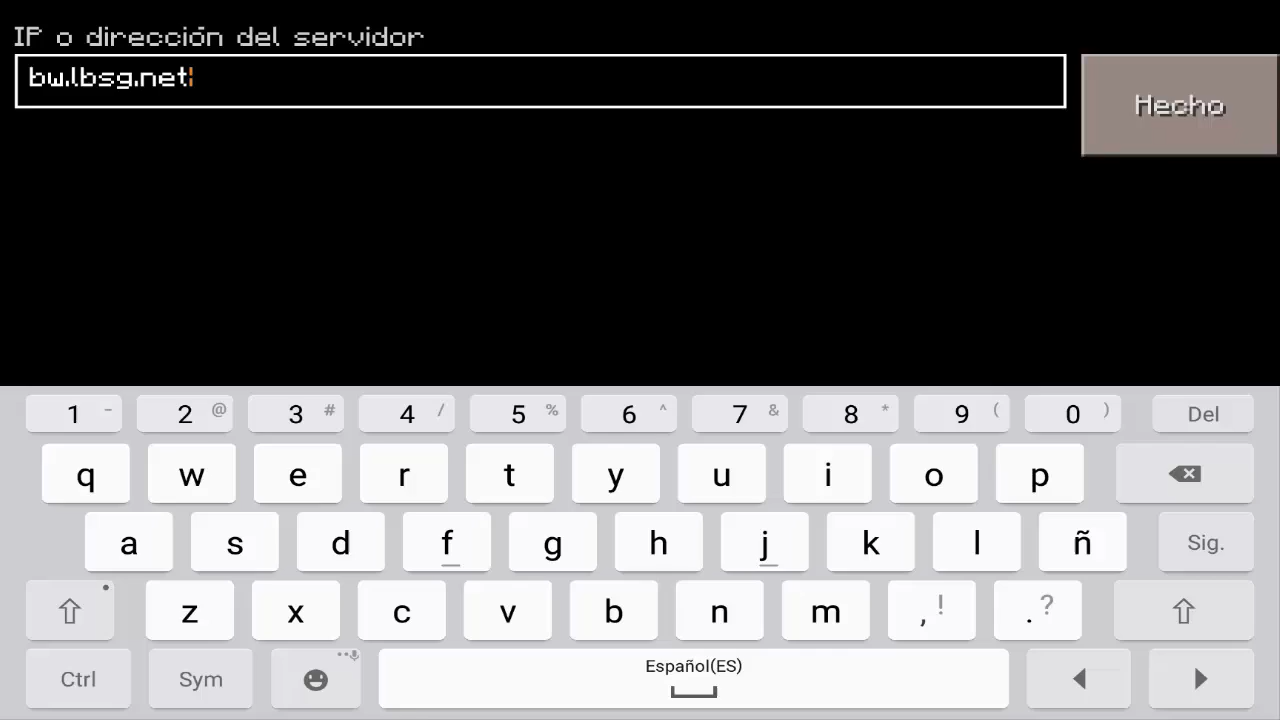 IP o dirección del servidor
bw.lbsg.net
Hecho
1 - 2 @ 3 # 4 / 5 % 6 ^ 7 & 8 * 9 ( 0 ) Del
q w e r t y u i o p
a s d f g h j k l ñ Sig.
z x c v b n m , ! . ?
Ctrl Sym Español(ES)